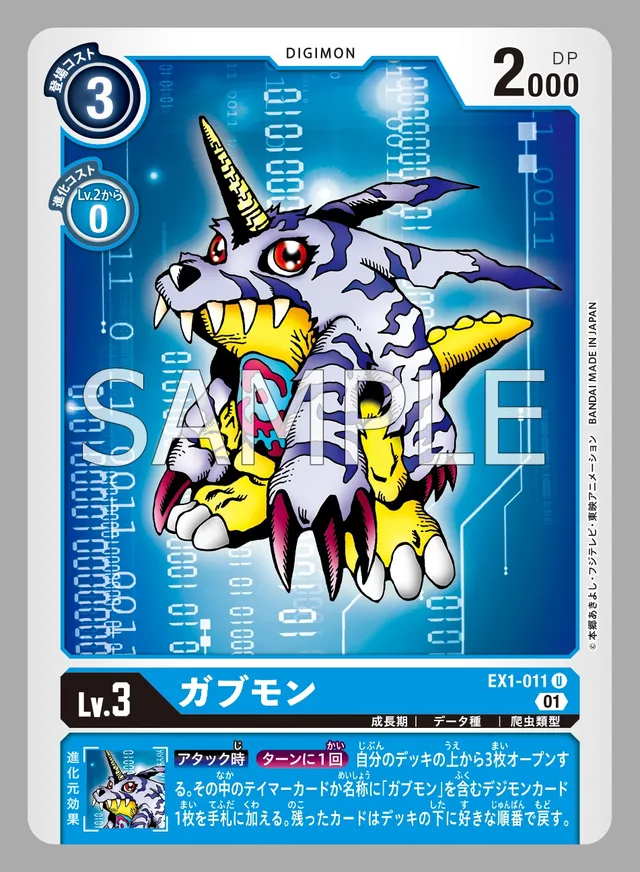 DIGIMON
登場コスト
3
DP
2000
進化コスト
Lv.2から
0
SAMPLE
©本郷あきよし・フジテレビ・東映アニメーション BANDAI MADE IN JAPAN
Lv.3
ガブモン
EX1-011 U
01
成長期 | データ種 | 爬虫類型
進化元効果
アタック時 ターンに1回 自分のデッキの上から3枚オープンす
る。その中のテイマーカードか名称に「ガブモン」を含むデジモンカード
1枚を手札に加える。残ったカードはデッキの下に好きな順番で戻す。